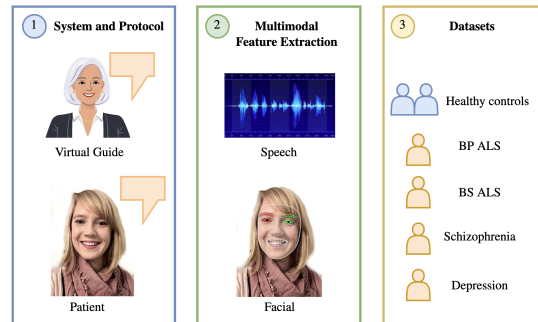 1 System and Protocol
Virtual Guide
Patient
2 Multimodal
Feature Extraction
Speech
Facial
3 Datasets
Healthy controls
BP ALS
BS ALS
Schizophrenia
Depression